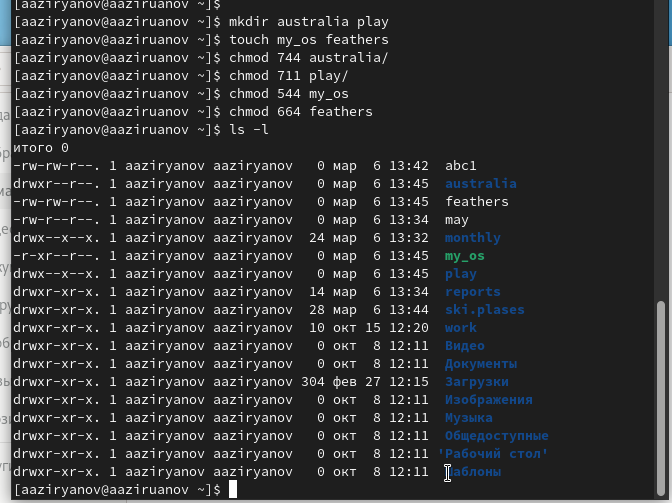 [aaziryanov@aaziruanov ~]$
[aaziryanov@aaziruanov ~]$ mkdir australia play
[aaziryanov@aaziruanov ~]$ touch my_os feathers
[aaziryanov@aaziruanov ~]$ chmod 744 australia/
[aaziryanov@aaziruanov ~]$ chmod 711 play/
[aaziryanov@aaziruanov ~]$ chmod 544 my_os
[aaziryanov@aaziruanov ~]$ chmod 664 feathers
[aaziryanov@aaziruanov ~]$ ls -l
итого 0
-rw-rw-r--. 1 aaziryanov aaziryanov   0 мар  6 13:42  abc1
drwxr--r--. 1 aaziryanov aaziryanov   0 мар  6 13:45  australia
-rw-rw-r--. 1 aaziryanov aaziryanov   0 мар  6 13:45  feathers
-rw-r--r--. 1 aaziryanov aaziryanov   0 мар  6 13:34  may
drwx--x--x. 1 aaziryanov aaziryanov  24 мар  6 13:32  monthly
-r-xr--r--. 1 aaziryanov aaziryanov   0 мар  6 13:45  my_os
drwx--x--x. 1 aaziryanov aaziryanov   0 мар  6 13:45  play
drwxr-xr-x. 1 aaziryanov aaziryanov  14 мар  6 13:34  reports
drwxr-xr-x. 1 aaziryanov aaziryanov  28 мар  6 13:44  ski.plases
drwxr-xr-x. 1 aaziryanov aaziryanov  10 окт 15 12:20  work
drwxr-xr-x. 1 aaziryanov aaziryanov   0 окт  8 12:11  Видео
drwxr-xr-x. 1 aaziryanov aaziryanov   0 окт  8 12:11  Документы
drwxr-xr-x. 1 aaziryanov aaziryanov 304 фев 27 12:15  Загрузки
drwxr-xr-x. 1 aaziryanov aaziryanov   0 окт  8 12:11  Изображения
drwxr-xr-x. 1 aaziryanov aaziryanov   0 окт  8 12:11  Музыка
drwxr-xr-x. 1 aaziryanov aaziryanov   0 окт  8 12:11  Общедоступные
drwxr-xr-x. 1 aaziryanov aaziryanov   0 окт  8 12:11 'Рабочий стол'
drwxr-xr-x. 1 aaziryanov aaziryanov   0 окт  8 12:11  Шаблоны
[aaziryanov@aaziruanov ~]$